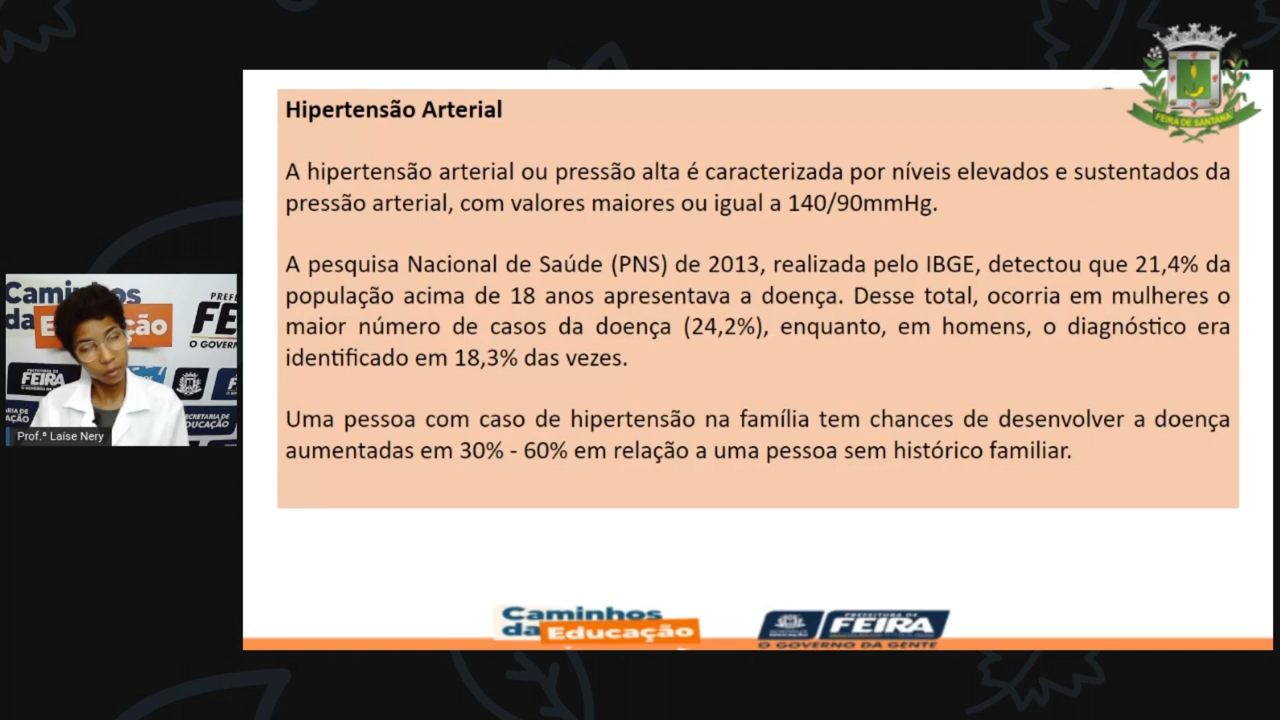 FEIRA DE SANTANA
Hipertensão Arterial
A hipertensão arterial ou pressão alta é caracterizada por níveis elevados e sustentados da
pressão arterial, com valores maiores ou igual a 140/90mmHg.
A pesquisa Nacional de Saúde (PNS) de 2013, realizada pelo IBGE, detectou que 21,4% da
população acima de 18 anos apresentava a doença. Desse total, ocorria em mulheres o
maior número de casos da doença (24,2%), enquanto, em homens, o diagnóstico era
identificado em 18,3% das vezes.
Uma pessoa com caso de hipertensão na família tem chances de desenvolver a doença
aumentadas em 30% - 60% em relação a uma pessoa sem histórico familiar.
Prof.ª Laíse Nery
FEIRA
Caminhos
da Educação
PREFEITURA DE
FEIRA
O GOVERNO DA GENTE